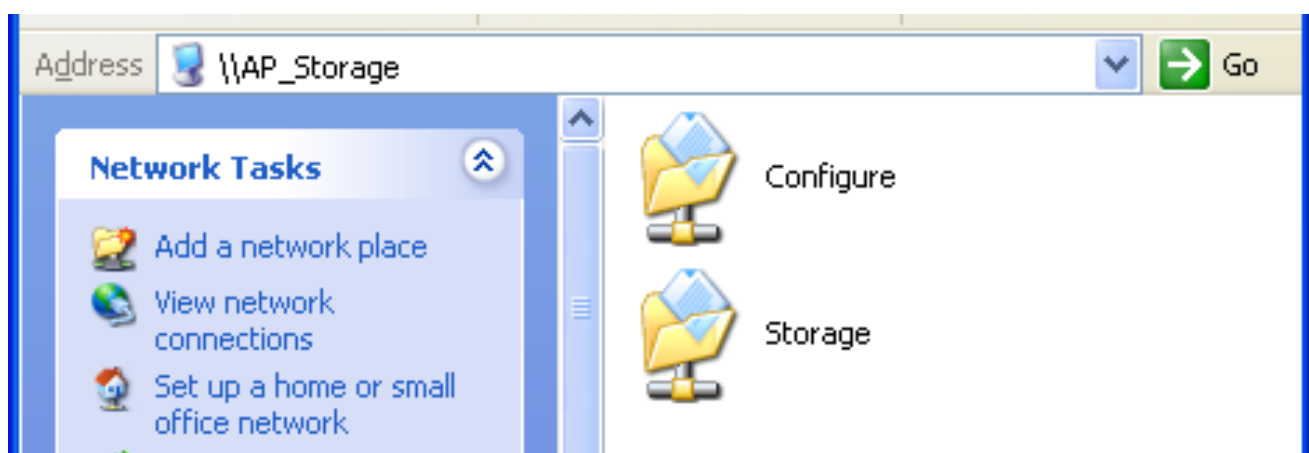 Address \\AP_Storage Go
Network Tasks
Add a network place
View network
connections
Set up a home or small
office network
Configure
Storage